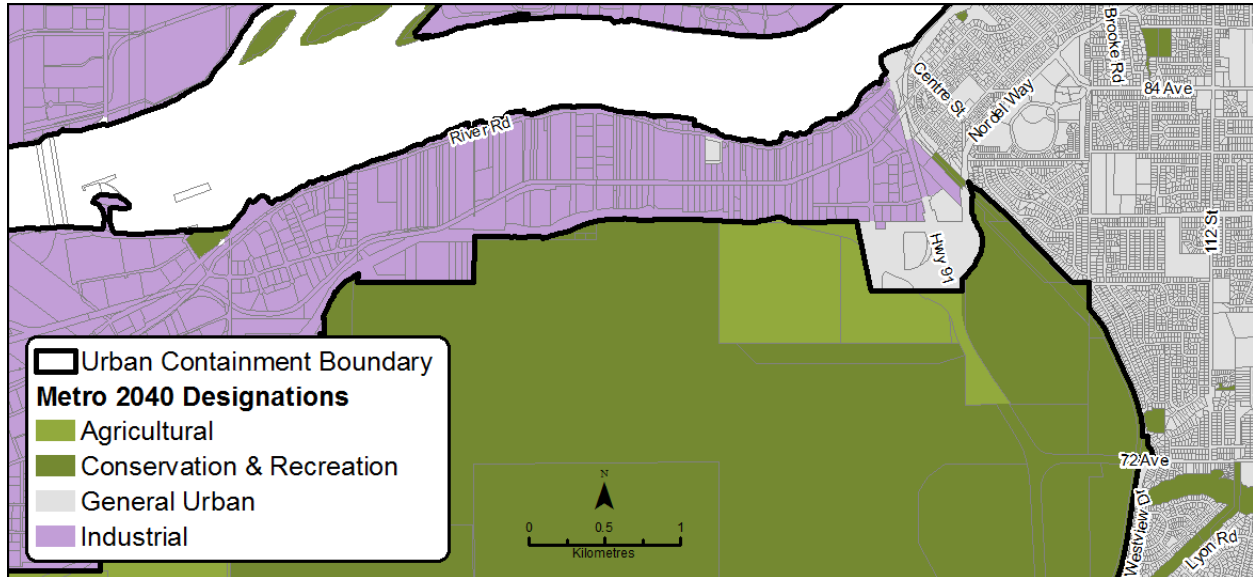 Brooke Rd
84 Ave
Centre St
Nordel Way
River Rd
112 St
Hwy 91
Urban Containment Boundary
Metro 2040 Designations
Agricultural
Conservation & Recreation
General Urban
Industrial
N
0 0.5 1
Kilometres
72 Ave
Westview Dr
Lyon Rd